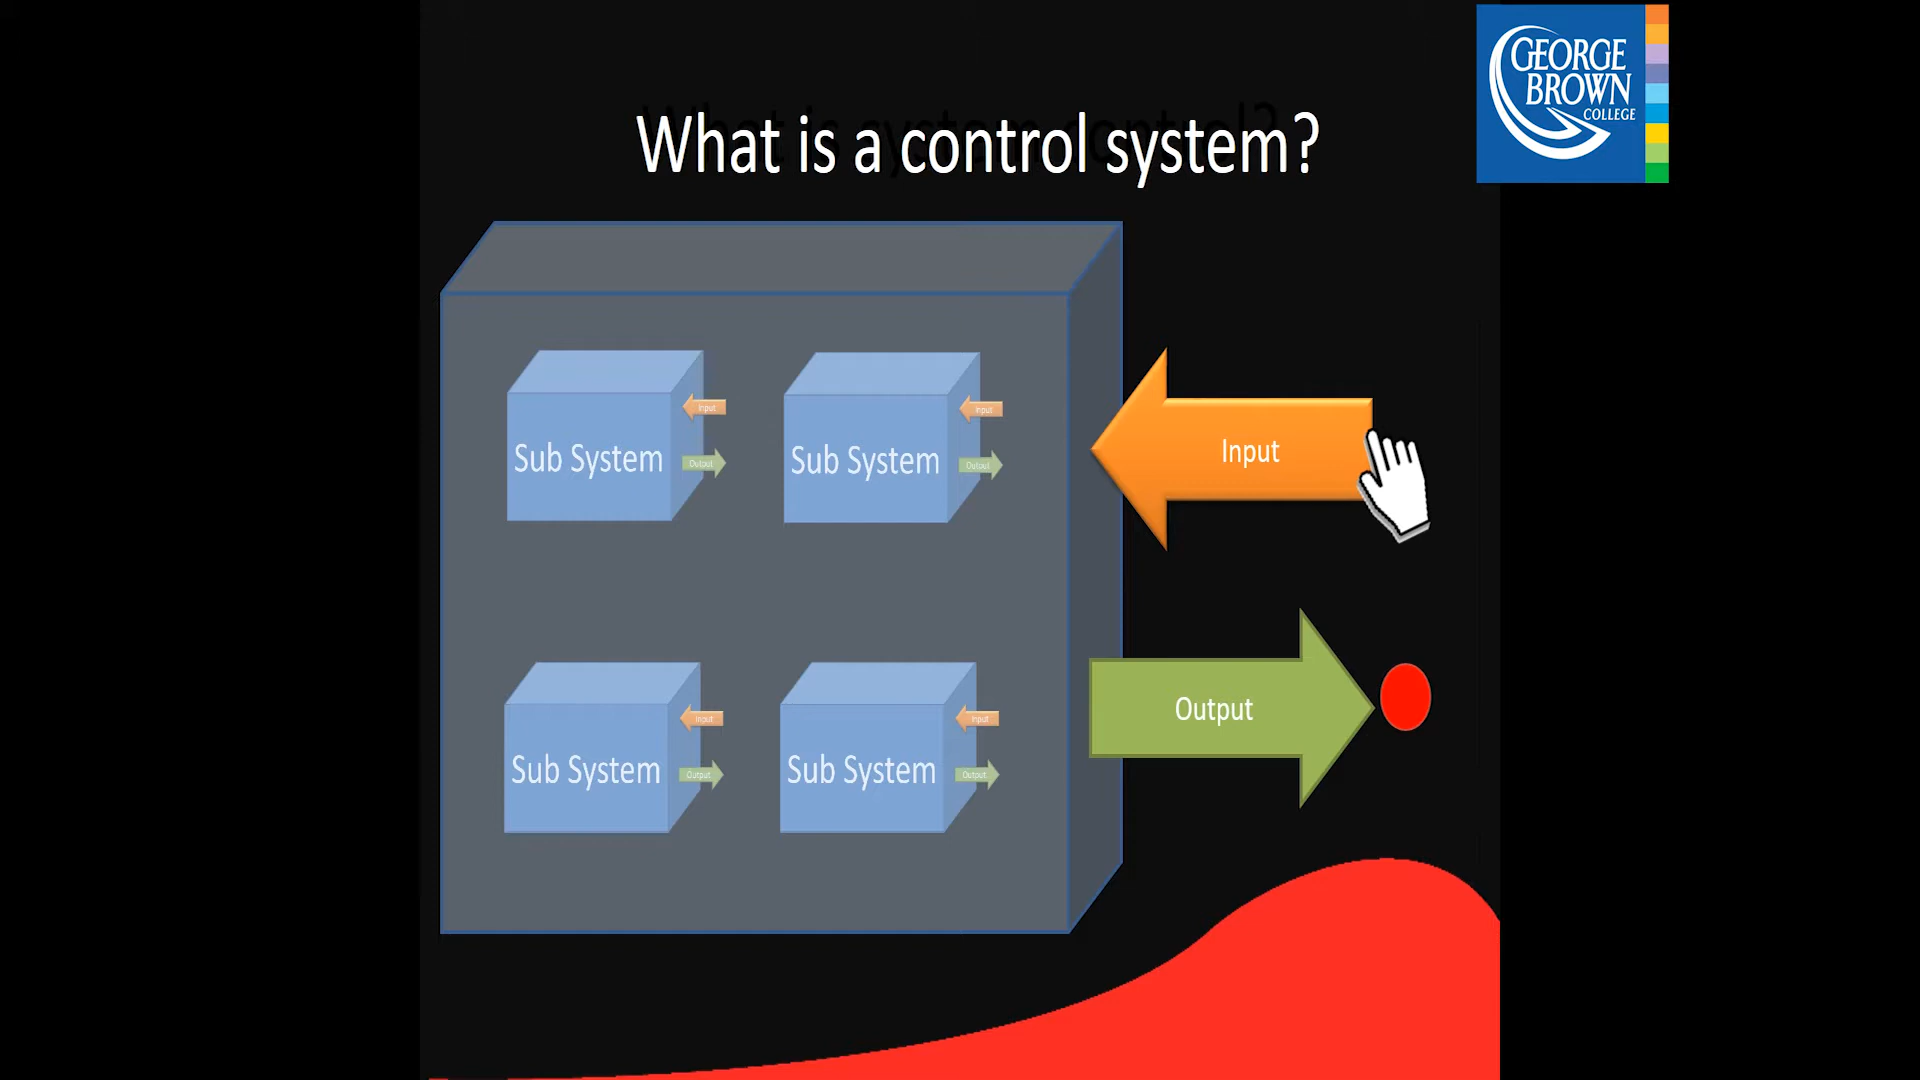 GEORGE
BROWN
COLLEGE
What is a control system?
Input
Input
Sub System
Sub System
Output
Output
Input
Output
Input
Input
Sub System
Sub System
Output
Output